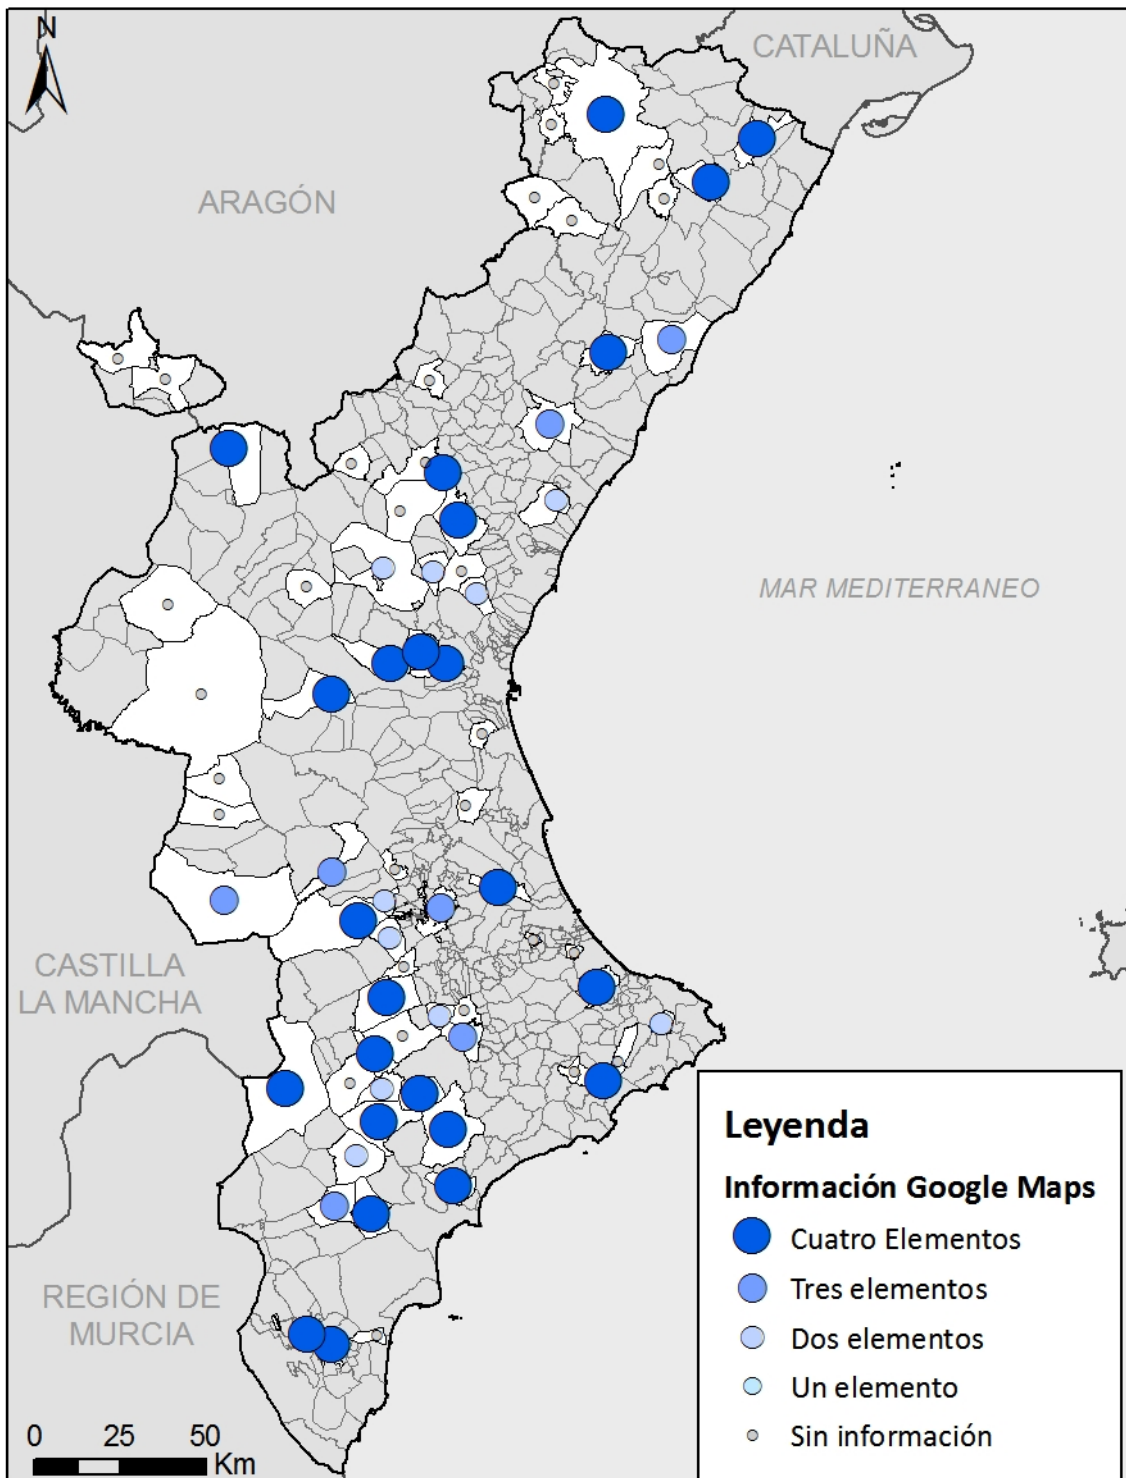 N
CATALUÑA
ARAGÓN
MAR MEDITERRANEO
CASTILLA
LA MANCHA
REGIÓN DE
MURCIA
Leyenda
Información Google Maps
Cuatro Elementos
Tres elementos
Dos elementos
Un elemento
Sin información
0 25 50
Km